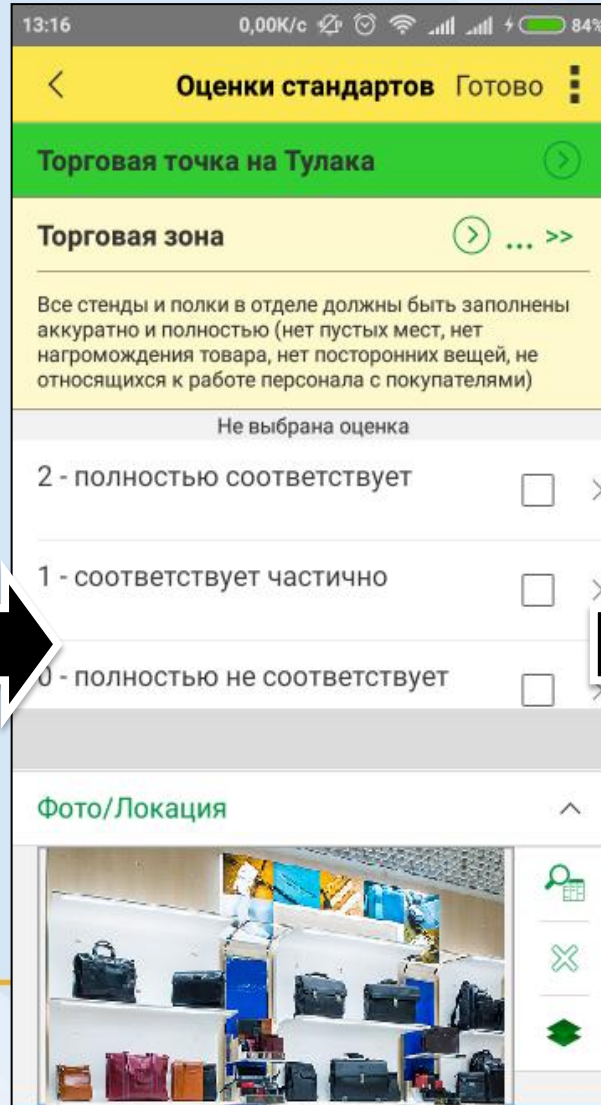 13:16 0,00K/c 84%
Оценки стандартов Готово
Торговая точка на Тулака
Торговая зона ... >>
Все стенды и полки в отделе должны быть заполнены
аккуратно и полностью (нет пустых мест, нет
нагромождения товара, нет посторонних вещей, не
относящихся к работе персонала с покупателями)
Не выбрана оценка
2 - полностью соответствует
1 - соответствует частично
0 - полностью не соответствует
Фото/Локация